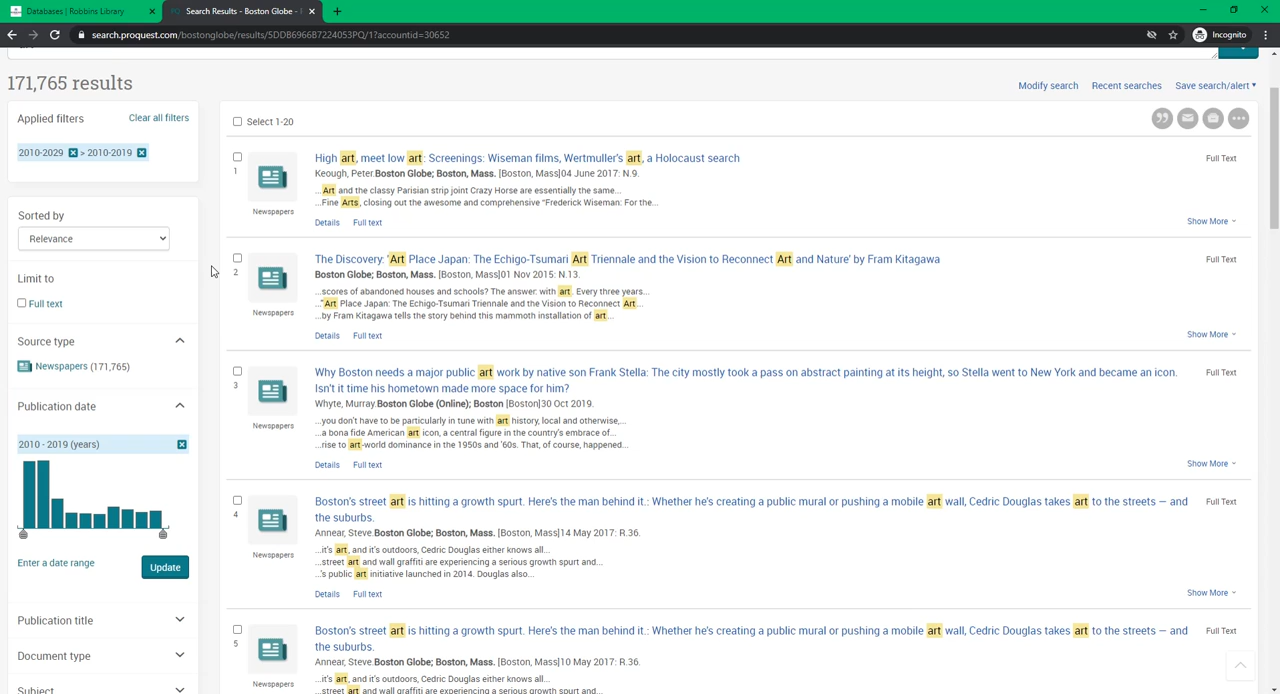 Databases | Robbins Library
Search Results - Boston Globe -
search.proquest.com/bostonglobe/results/5DDB6966B7224053PQ/1?accountid=30652
Incognito
171,765 results
Modify search
Recent searches
Save search/alert
Applied filters
Clear all filters
2010-2029 > 2010-2019
Sorted by
Relevance
Limit to
Full text
Source type
Newspapers (171,765)
Publication date
2010 - 2019 (years)
Enter a date range
Update
Publication title
Document type
Subject
Select 1-20
1
Newspapers
High art, meet low art: Screenings: Wiseman films, Wertmuller's art, a Holocaust search
Full Text
Keough, Peter.Boston Globe; Boston, Mass. [Boston, Mass]04 June 2017: N.9.
...Art and the classy Parisian strip joint Crazy Horse are essentially the same...
...Fine Arts, closing out the awesome and comprehensive “Frederick Wiseman: For the...
Details Full text
Show More
2
Newspapers
The Discovery: 'Art Place Japan: The Echigo-Tsumari Art Triennale and the Vision to Reconnect Art and Nature' by Fram Kitagawa
Full Text
Boston Globe; Boston, Mass. [Boston, Mass]01 Nov 2015: N.13.
...scores of abandoned houses and schools? The answer: with art. Every three years...
..."Art Place Japan: The Echigo-Tsumari Triennale and the Vision to Reconnect Art...
...by Fram Kitagawa tells the story behind this mammoth installation of art...
Details Full text
Show More
3
Newspapers
Why Boston needs a major public art work by native son Frank Stella: The city mostly took a pass on abstract painting at its height, so Stella went to New York and became an icon.
Isn't it time his hometown made more space for him?
Full Text
Whyte, Murray.Boston Globe (Online); Boston [Boston]30 Oct 2019.
...you don't have to be particularly in tune with art history, local and otherwise,...
...a bona fide American art icon, a central figure in the country's embrace of...
...rise to art-world dominance in the 1950s and '60s. That, of course, happened...
Details Full text
Show More
4
Newspapers
Boston's street art is hitting a growth spurt. Here's the man behind it.: Whether he's creating a public mural or pushing a mobile art wall, Cedric Douglas takes art to the streets — and
the suburbs.
Full Text
Annear, Steve.Boston Globe; Boston, Mass. [Boston, Mass]14 May 2017: R.36.
...it's art, and it's outdoors, Cedric Douglas either knows all...
...street art and wall graffiti are experiencing a serious growth spurt and...
...'s public art initiative launched in 2014. Douglas also...
Details Full text
Show More
5
Newspapers
Boston's street art is hitting a growth spurt. Here's the man behind it.: Whether he's creating a public mural or pushing a mobile art wall, Cedric Douglas takes art to the streets — and
the suburbs.
Full Text
Annear, Steve.Boston Globe; Boston, Mass. [Boston, Mass]10 May 2017: R.36.
...it's art, and it's outdoors, Cedric Douglas either knows all...
...street art and wall graffiti are experiencing a serious growth spurt and...